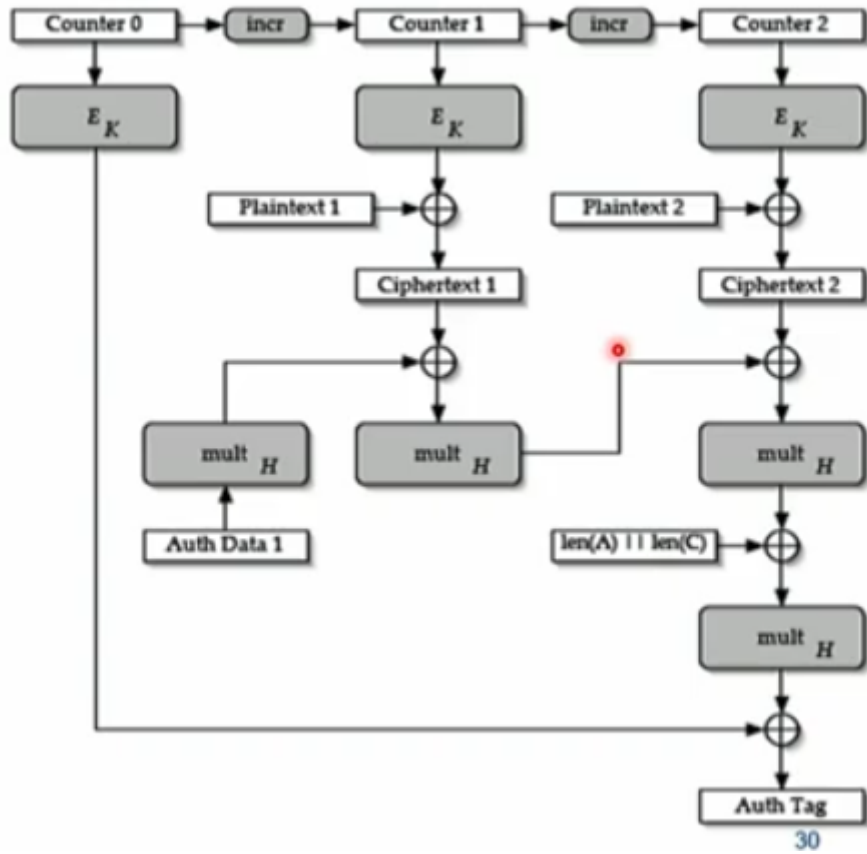 Counter 0
incr
Counter 1
incr
Counter 2
E K
E K
E K
Plaintext 1
Plaintext 2
Ciphertext 1
Ciphertext 2
mult H
mult H
mult H
Auth Data 1
len(A) || len(C)
mult H
Auth Tag
30